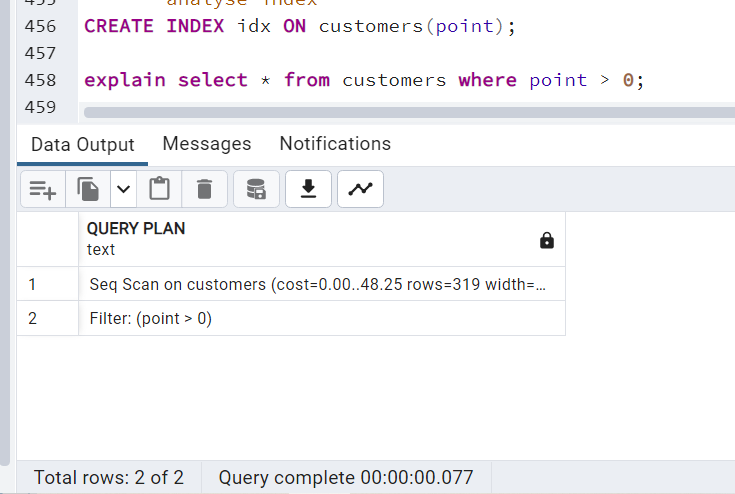 455 analyse index
456 CREATE INDEX idx ON customers(point);
457
458 explain select * from customers where point > 0;
459
Data Output Messages Notifications
QUERY PLAN
text
1 Seq Scan on customers (cost=0.00..48.25 rows=319 width=...
2 Filter: (point > 0)
Total rows: 2 of 2 Query complete 00:00:00.077